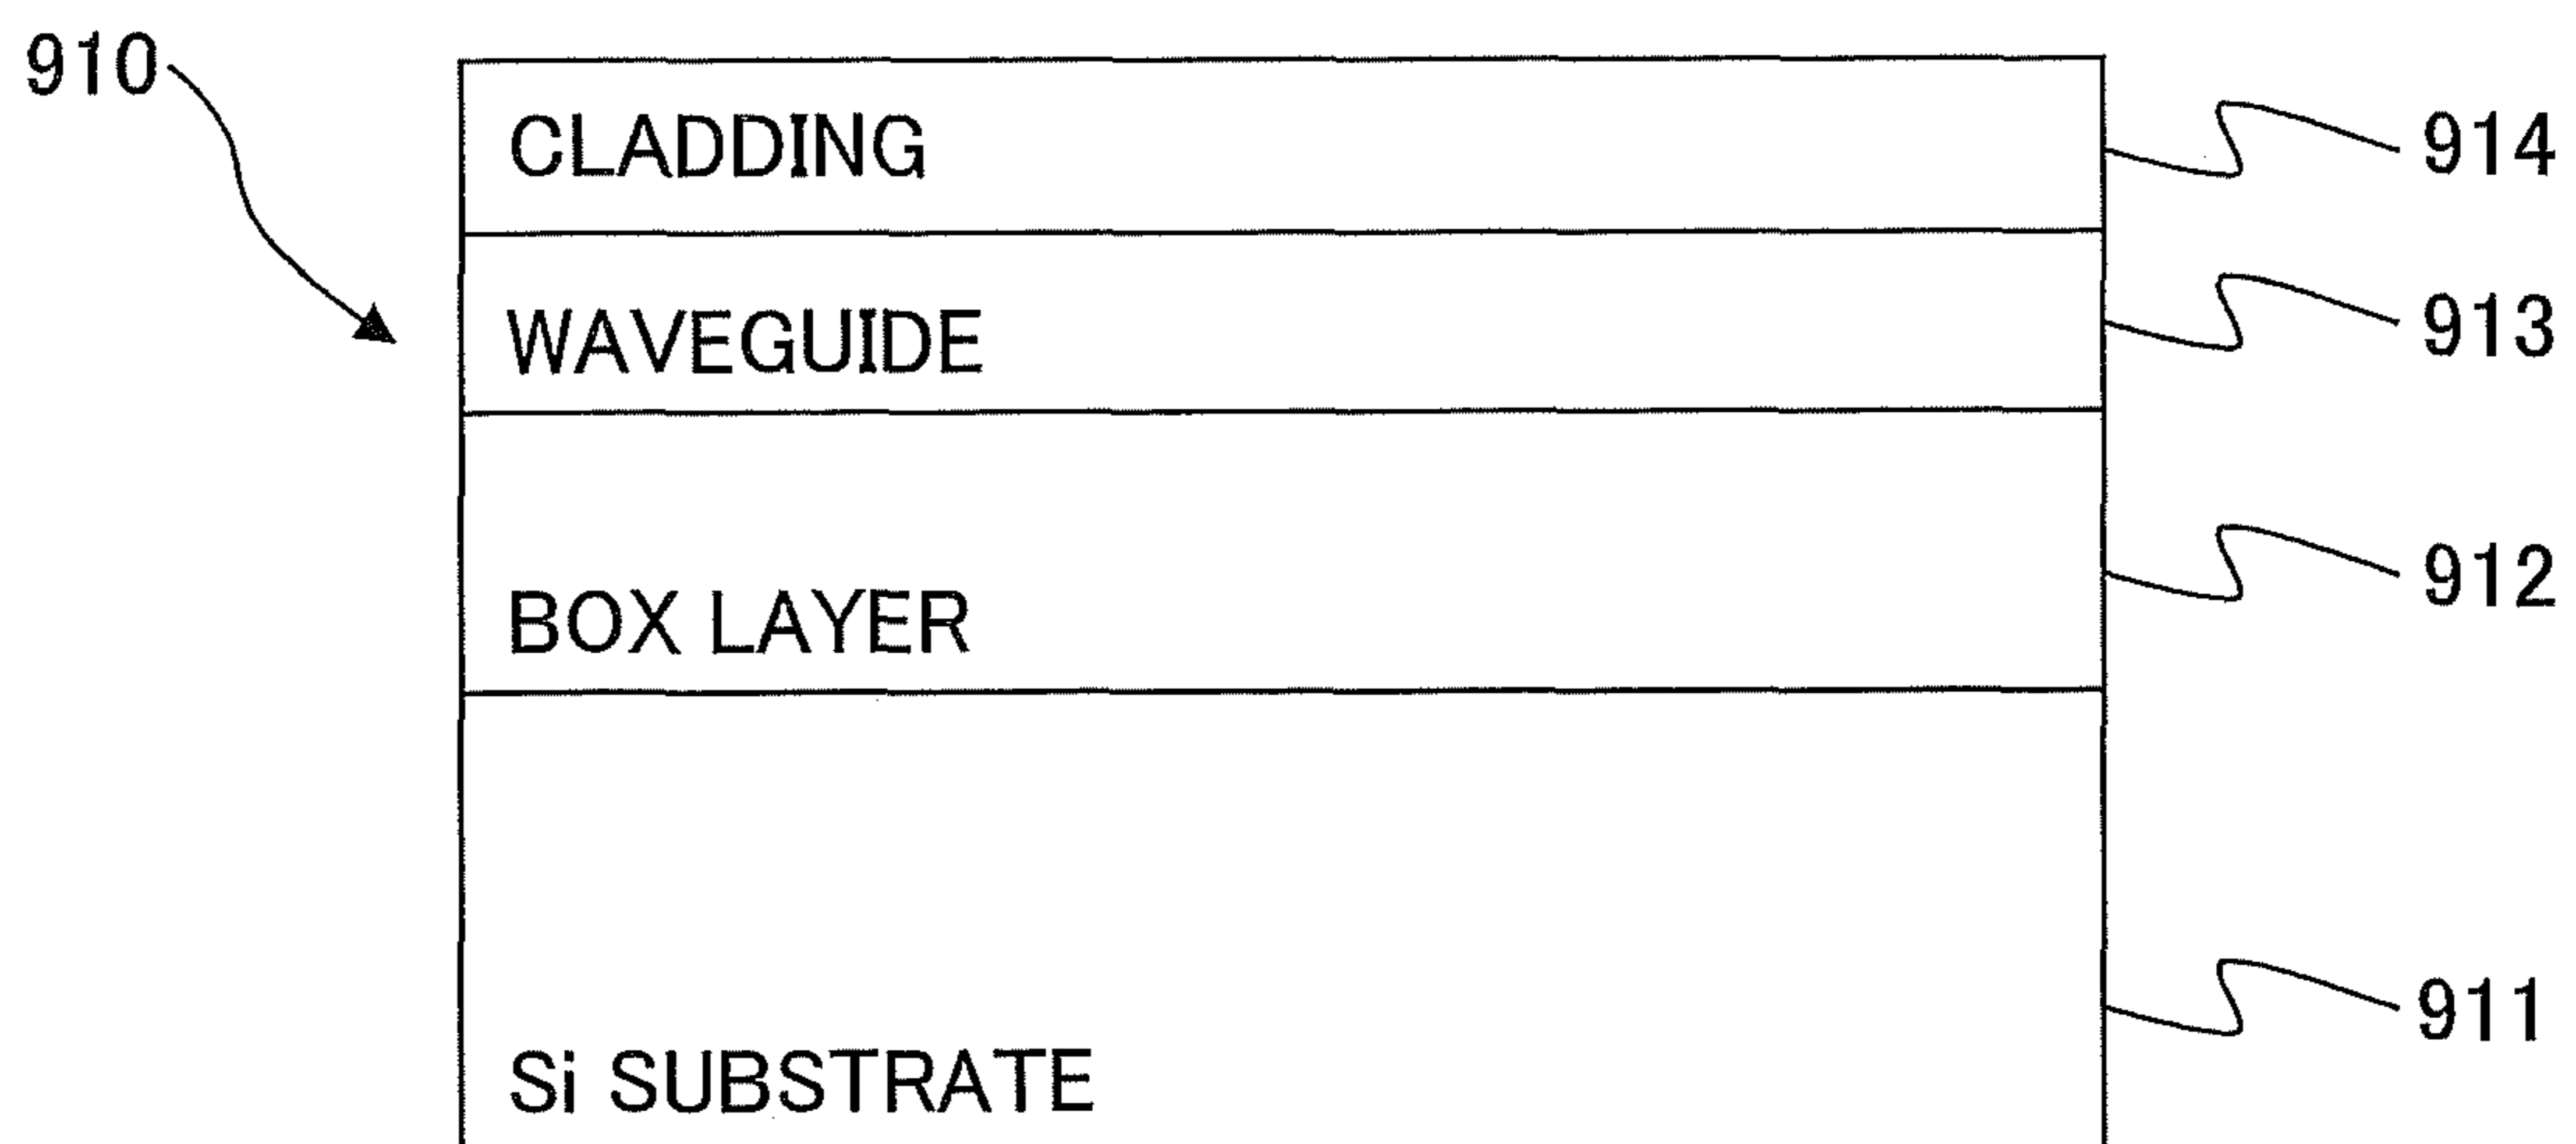 910
CLADDING 914
WAVEGUIDE 913
BOX LAYER 912
Si SUBSTRATE 911